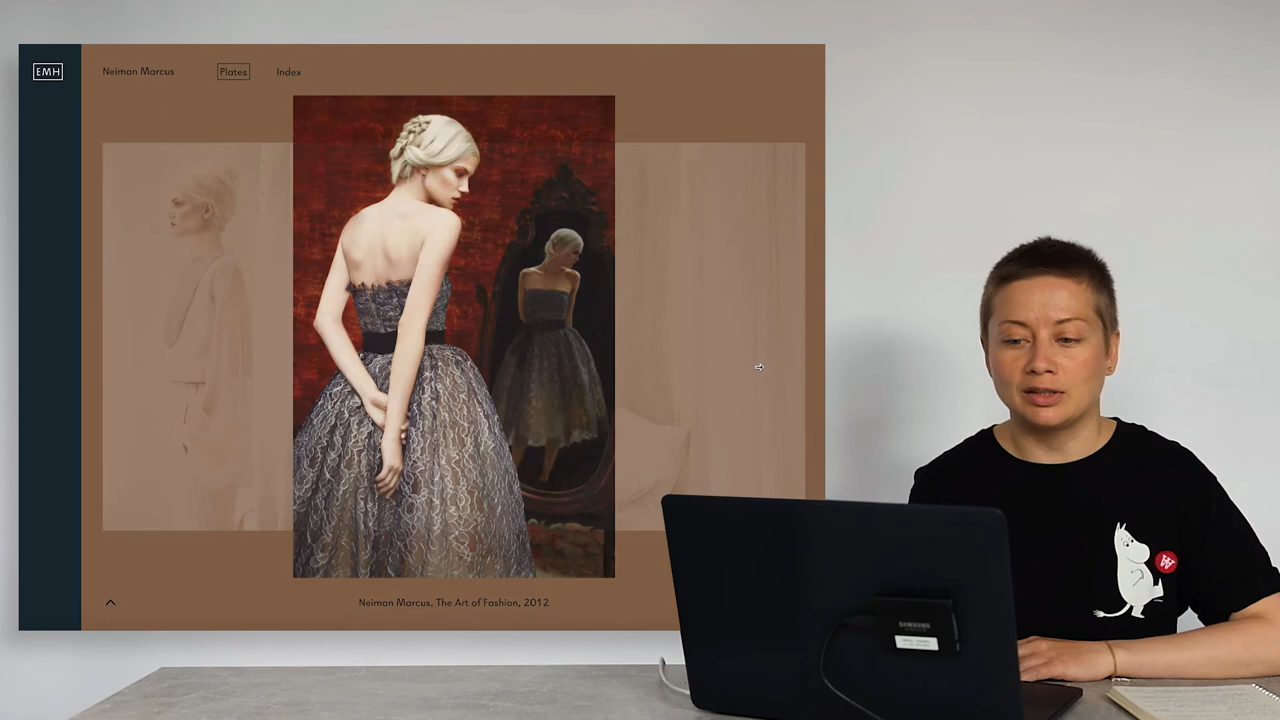 EMH
Neiman Marcus Plates Index
Neiman Marcus, The Art of Fashion, 2012
SAMSUNG